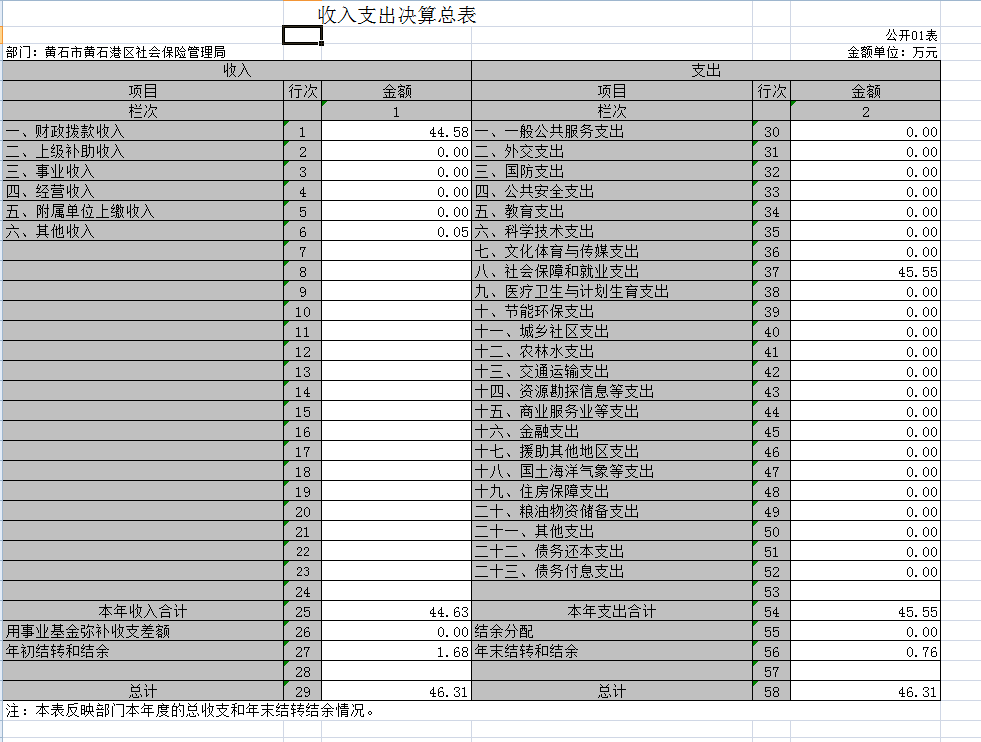 收入支出决算总表
公开01表
部门：黄石市黄石港区社会保险管理局 金额单位：万元
收入 支出
项目 行次 金额 项目 行次 金额
栏次 1 栏次 2
一、财政拨款收入 1 44.58 一、一般公共服务支出 30 0.00
二、上级补助收入 2 0.00 二、外交支出 31 0.00
三、事业收入 3 0.00 三、国防支出 32 0.00
四、经营收入 4 0.00 四、公共安全支出 33 0.00
五、附属单位上缴收入 5 0.00 五、教育支出 34 0.00
六、其他收入 6 0.05 六、科学技术支出 35 0.00
7 七、文化体育与传媒支出 36 0.00
8 八、社会保障和就业支出 37 45.55
9 九、医疗卫生与计划生育支出 38 0.00
10 十、节能环保支出 39 0.00
11 十一、城乡社区支出 40 0.00
12 十二、农林水支出 41 0.00
13 十三、交通运输支出 42 0.00
14 十四、资源勘探信息等支出 43 0.00
15 十五、商业服务业等支出 44 0.00
16 十六、金融支出 45 0.00
17 十七、援助其他地区支出 46 0.00
18 十八、国土海洋气象等支出 47 0.00
19 十九、住房保障支出 48 0.00
20 二十、粮油物资储备支出 49 0.00
21 二十一、其他支出 50 0.00
22 二十二、债务还本支出 51 0.00
23 二十三、债务付息支出 52 0.00
24 53
本年收入合计 25 44.63 本年支出合计 54 45.55
用事业基金弥补收支差额 26 0.00 结余分配 55 0.00
年初结转和结余 27 1.68 年末结转和结余 56 0.76
28 57
总计 29 46.31 总计 58 46.31
注：本表反映部门本年度的总收支和年末结转结余情况。